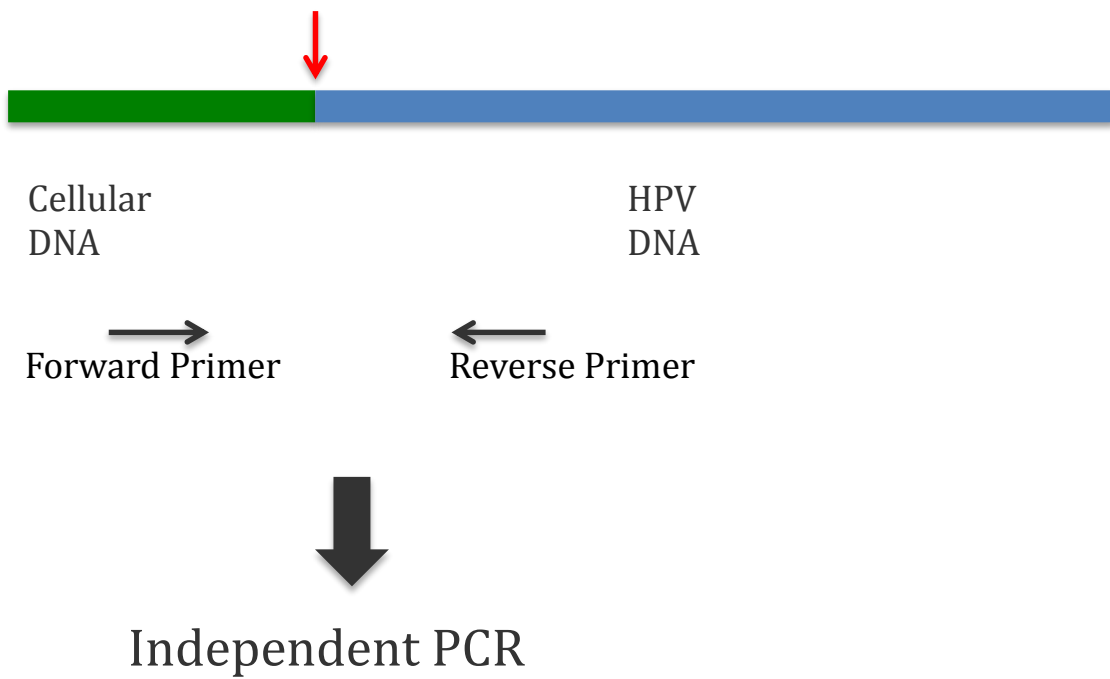 Cellular
DNA
HPV
DNA
Forward Primer
Reverse Primer
Independent PCR